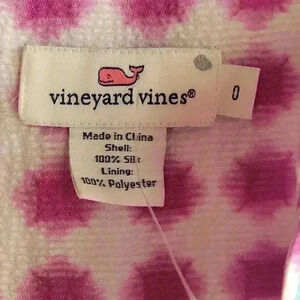 vineyard vines®
0
Made in China
Shell:
100% Silk
Lining:
100% Polyester